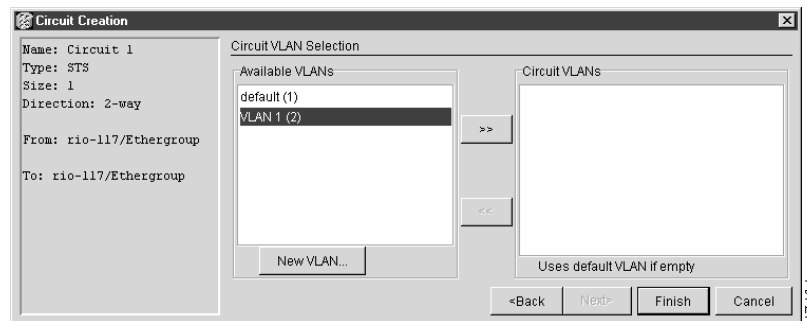 Circuit Creation
Name: Circuit 1
Type: STS
Size: 1
Direction: 2-way
From: rio-117/Ethergroup
To: rio-117/Ethergroup
Circuit VLAN Selection
Available VLANs
default (1)
VLAN 1 (2)
New VLAN...
>>
<<
Circuit VLANs
Uses default VLAN if empty
<Back
Next>
Finish
Cancel